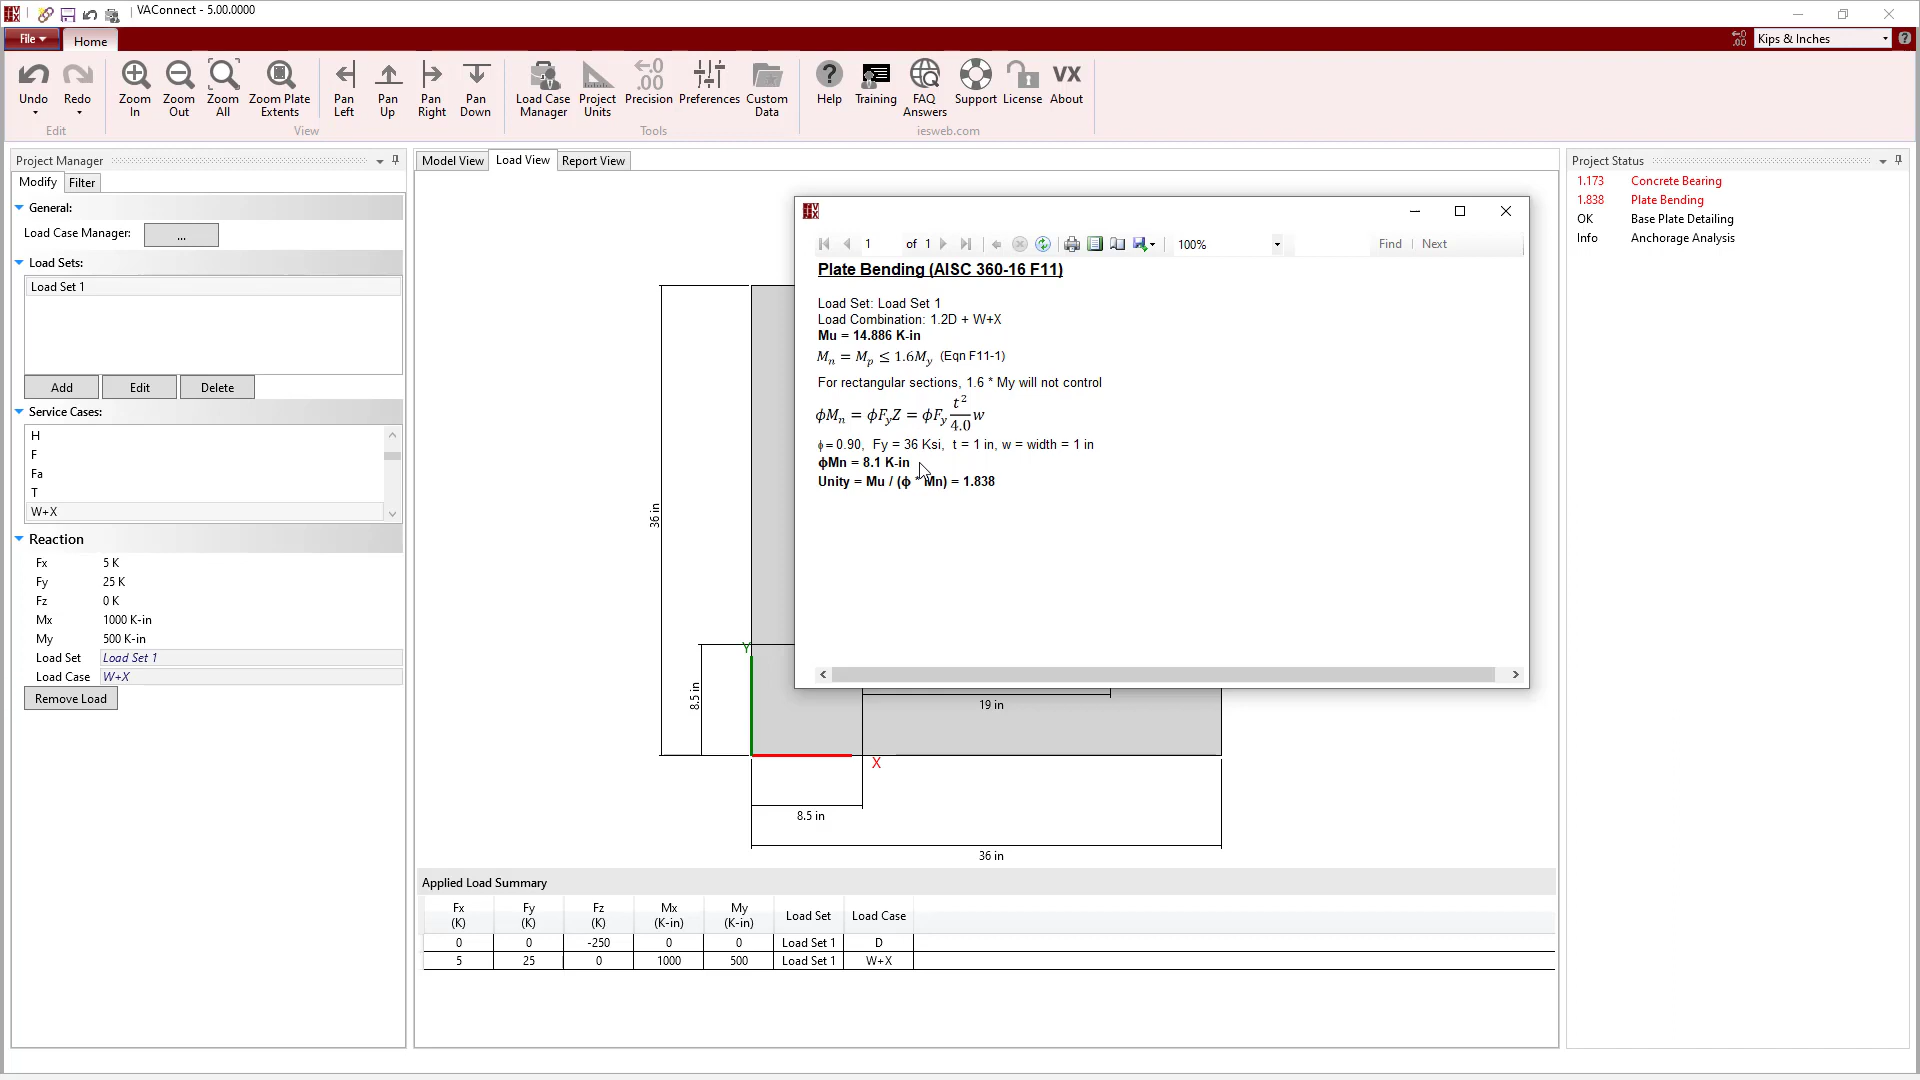 VAConnect - 5.00.0000
File
Home
Kips & Inches
Undo
Redo
Zoom In
Zoom Out
Zoom All
Zoom Plate Extents
Pan Left
Pan Up
Pan Right
Pan Down
Load Case Manager
Project Units
Precision
Preferences
Custom Data
Help
Training
FAQ Answers
Support
License
VX
About
Edit
View
Tools
iesweb.com
Project Manager
Modify
Filter
General:
Load Case Manager:
...
Load Sets:
Load Set 1
Add
Edit
Delete
Service Cases:
H
F
Fa
T
W+X
Reaction
Fx 5 K
Fy 25 K
Fz 0 K
Mx 1000 K-in
My 500 K-in
Load Set Load Set 1
Load Case W+X
Remove Load
Model View
Load View
Report View
1 of 1
100%
Find
Next
Plate Bending (AISC 360-16 F11)
Load Set: Load Set 1
Load Combination: 1.2D + W+X
Mu = 14.886 K-in
Mn = Mp ≤ 1.6My (Eqn F11-1)
For rectangular sections, 1.6 * My will not control
ϕMn = ϕFyZ = ϕFy t²/4.0 w
ϕ = 0.90, Fy = 36 Ksi, t = 1 in, w = width = 1 in
ϕMn = 8.1 K-in
Unity = Mu / (ϕ * Mn) = 1.838
36 in
Y
8.5 in
19 in
X
8.5 in
36 in
Applied Load Summary
Fx (K) Fy (K) Fz (K) Mx (K-in) My (K-in) Load Set Load Case
0 0 -250 0 0 Load Set 1 D
5 25 0 1000 500 Load Set 1 W+X
Project Status
1.173 Concrete Bearing
1.838 Plate Bending
OK Base Plate Detailing
Info Anchorage Analysis